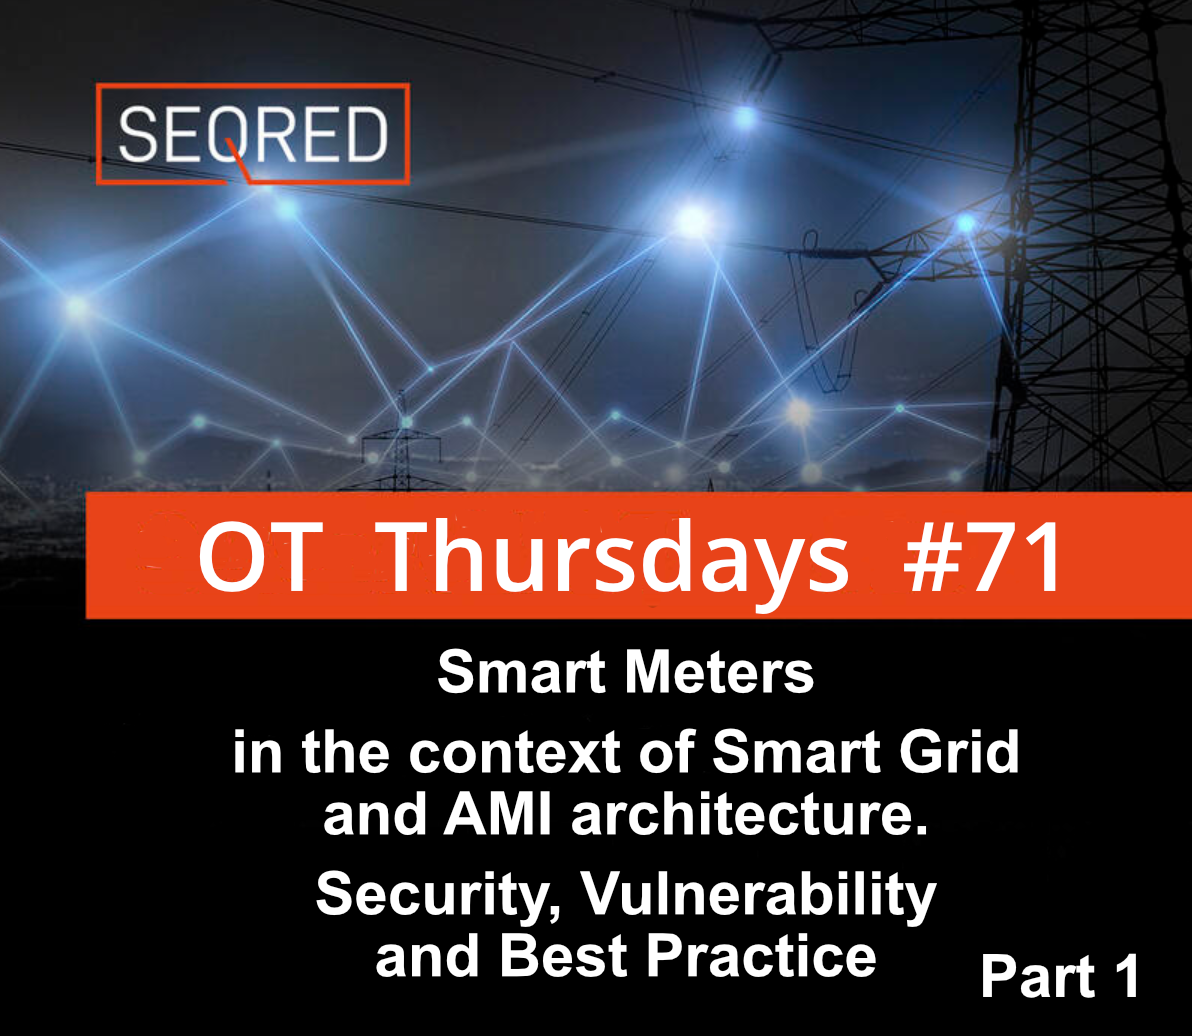 SEQRED
OT Thursdays #71
Smart Meters
in the context of Smart Grid
and AMI architecture.
Security, Vulnerability
and Best Practice
Part 1